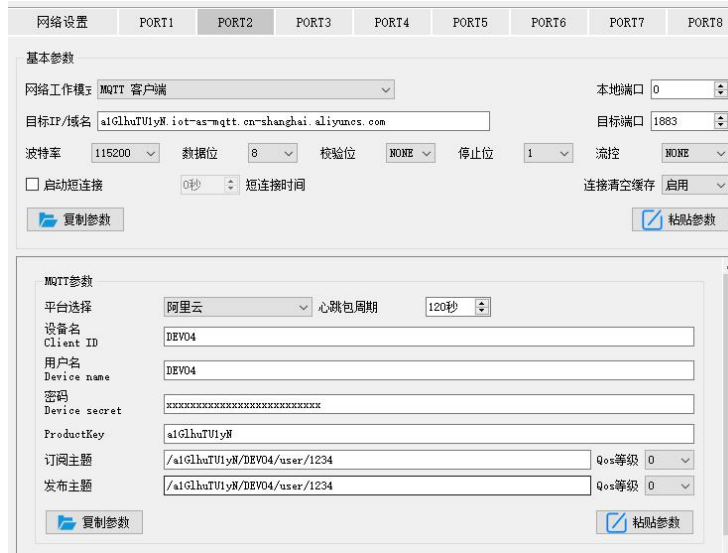 网络设置 PORT1 PORT2 PORT3 PORT4 PORT5 PORT6 PORT7 PORT8
基本参数
网络工作模式 MQTT 客户端 本地端口 0
目标IP/域名 a1GlhuTU1yN.iot-as-mqtt.cn-shanghai.aliyuncs.com 目标端口 1883
波特率 115200 数据位 8 校验位 NONE 停止位 1 流控 NONE
启动短连接 0秒 短连接时间 连接清空缓存 启用
复制参数 粘贴参数
MQTT参数
平台选择 阿里云 心跳包周期 120秒
设备名
Client ID DEV04
用户名
Device name DEV04
密码
Device secret xxxxxxxxxxxxxxxxxxxxxxxxxx
ProductKey a1GlhuTU1yN
订阅主题 /a1GlhuTU1yN/DEV04/user/1234 Qos等级 0
发布主题 /a1GlhuTU1yN/DEV04/user/1234 Qos等级 0
复制参数 粘贴参数